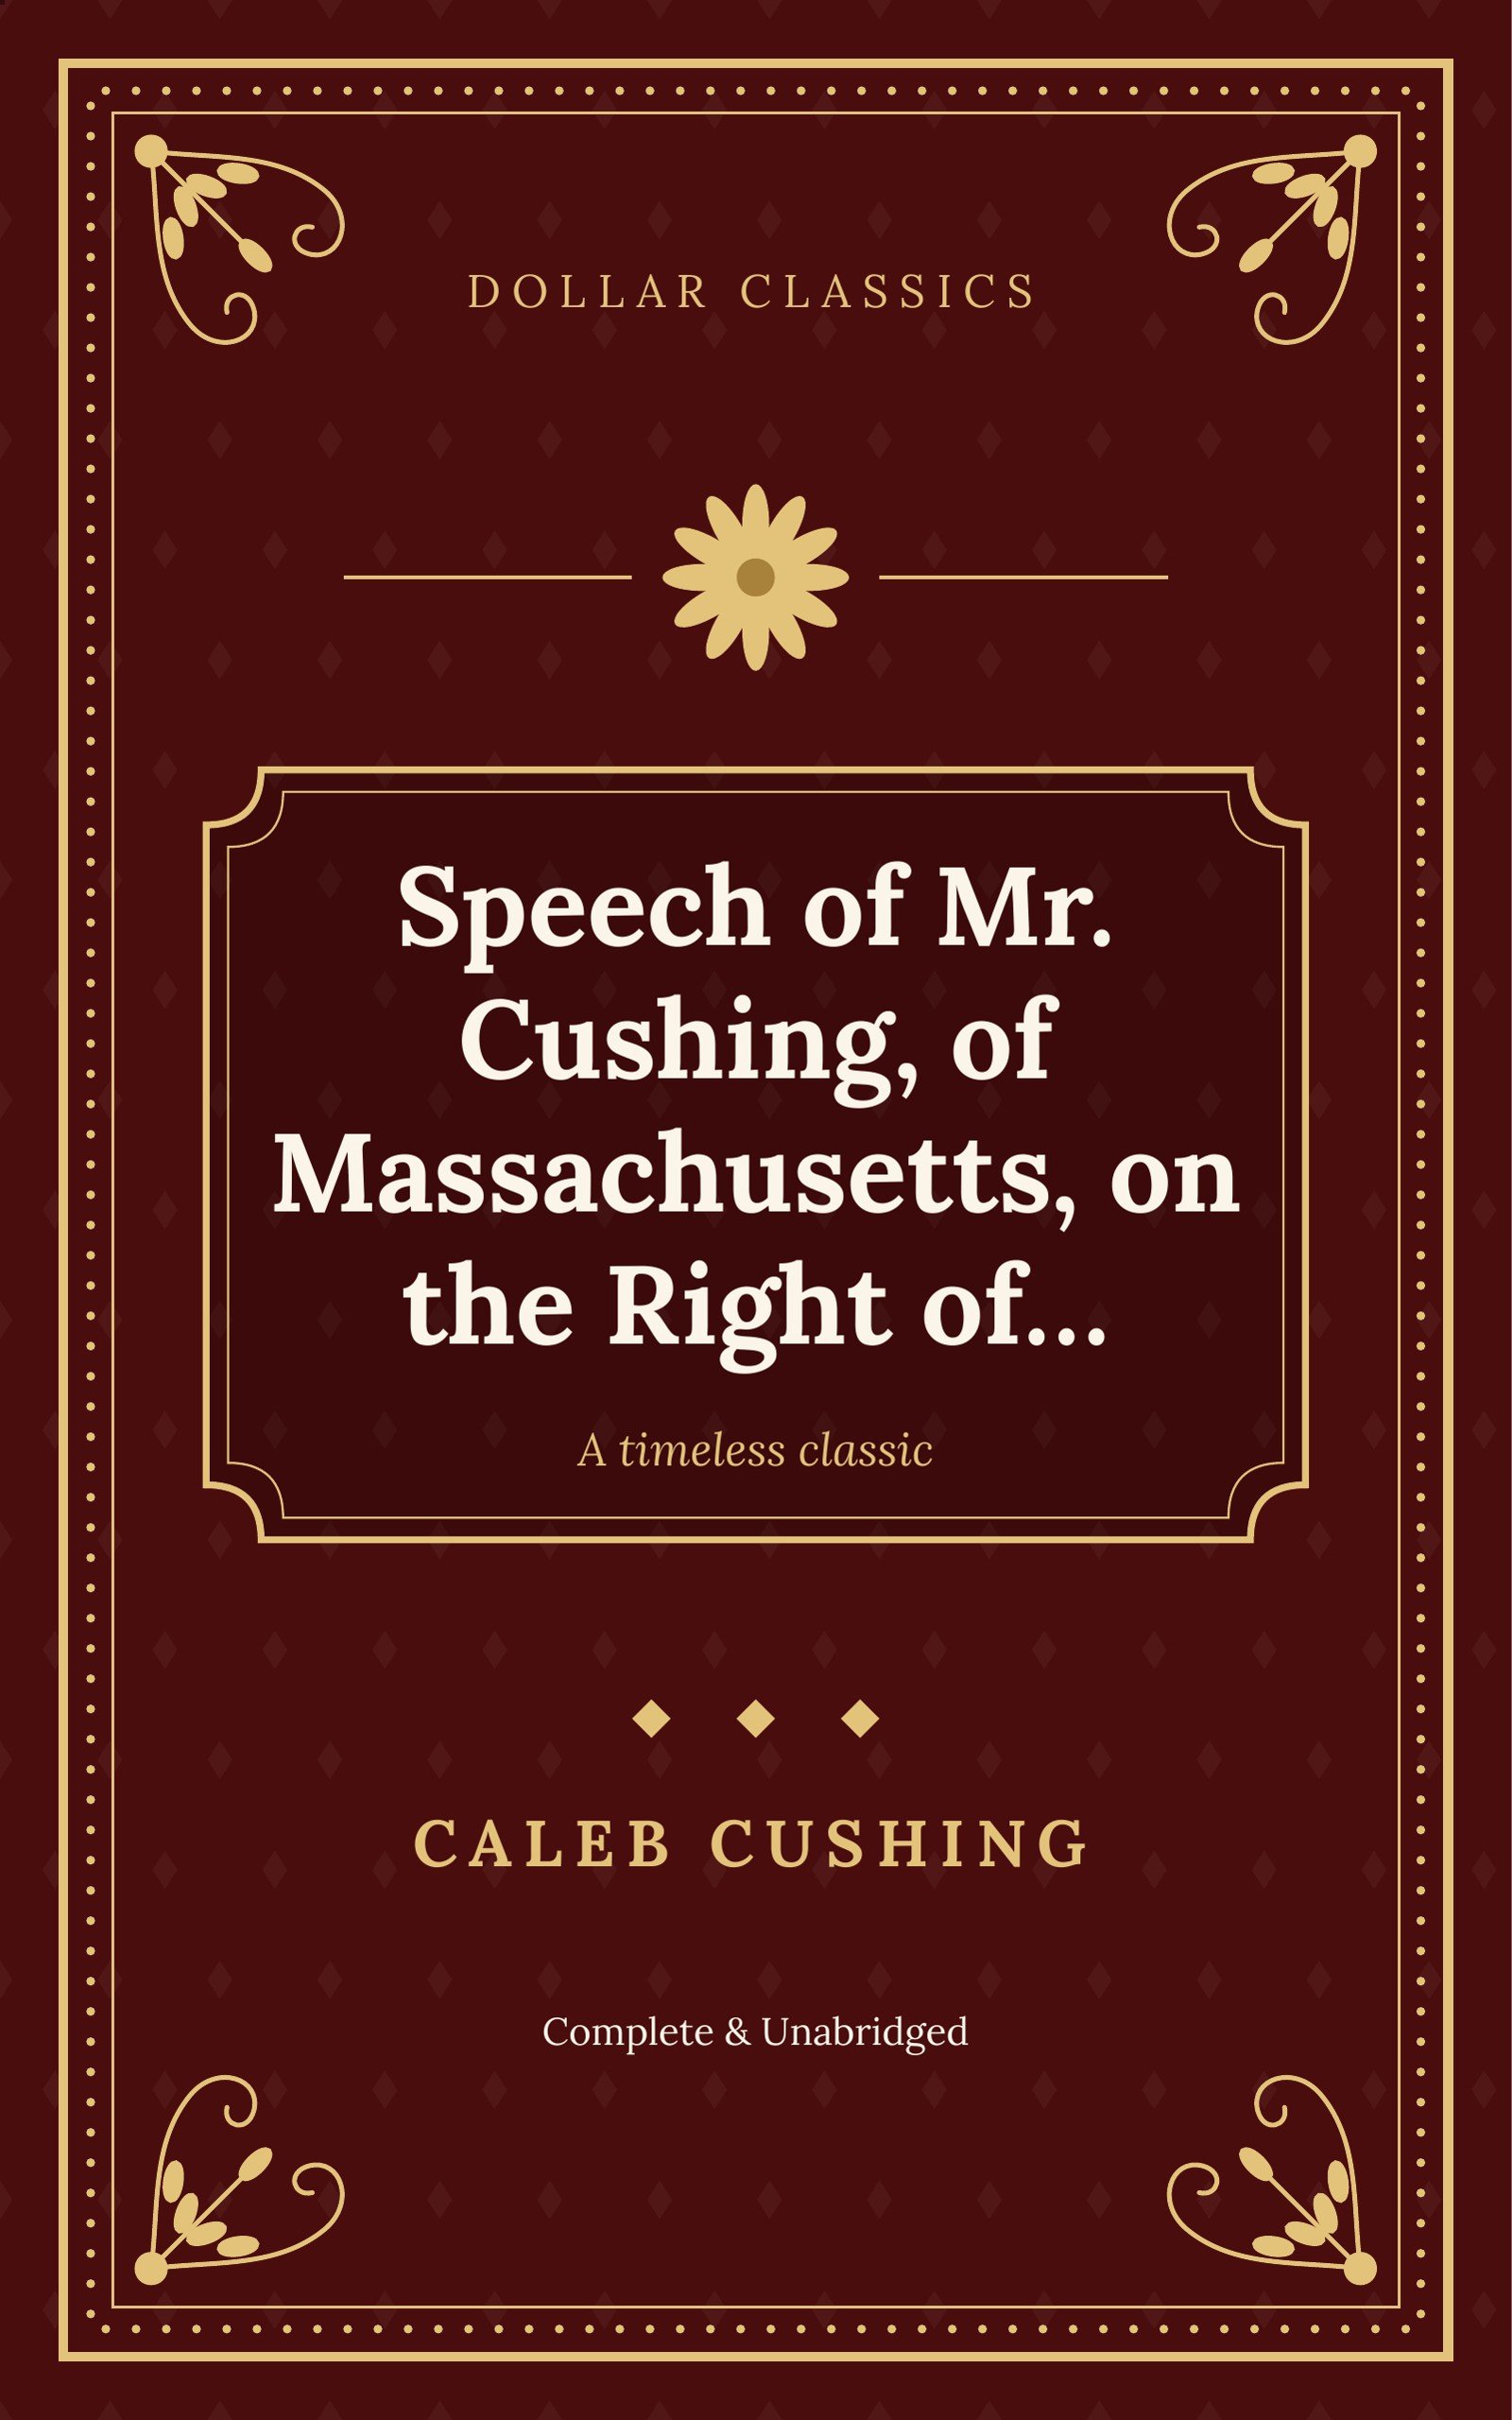 DOLLAR CLASSICS
Speech of Mr.
Cushing, of
Massachusetts, on
the Right of...
A timeless classic
CALEB CUSHING
Complete & Unabridged